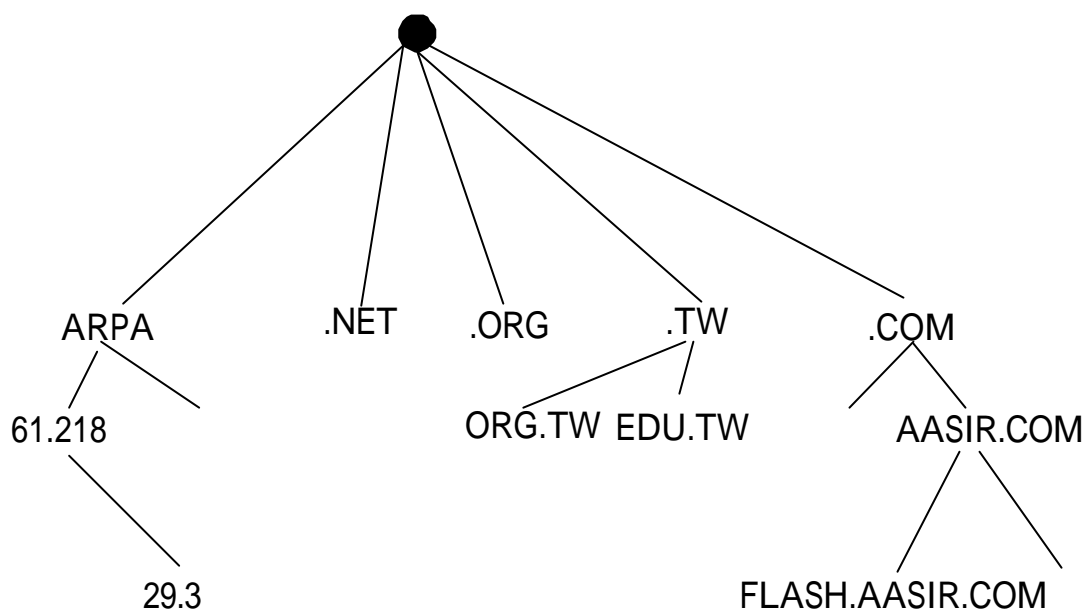 ARPA
.NET
.ORG
.TW
.COM
61.218
ORG.TW
EDU.TW
AASIR.COM
29.3
FLASH.AASIR.COM